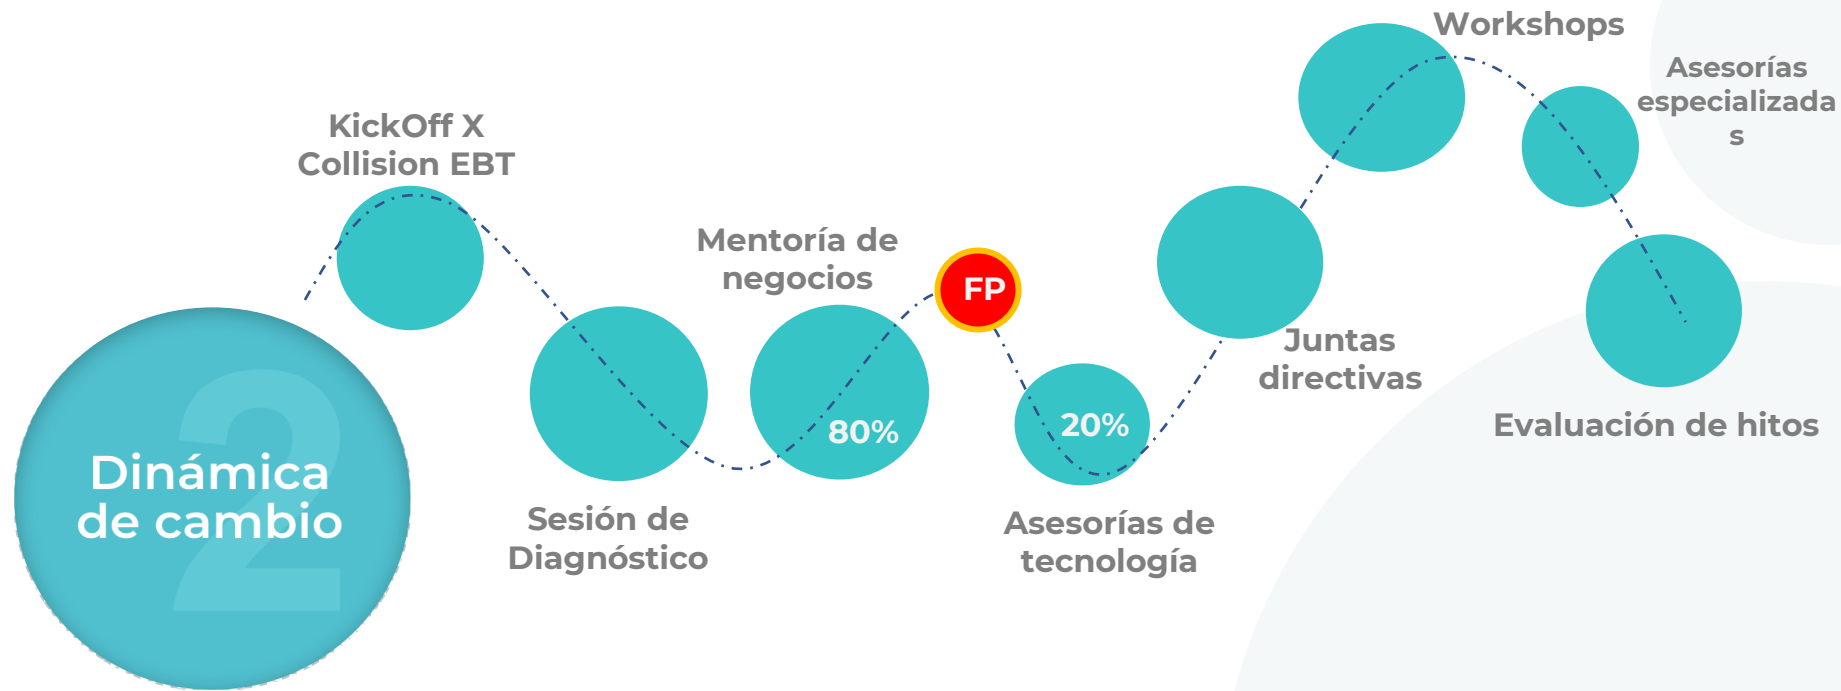 2
Dinámica
de cambio
KickOff X
Collision EBT
Sesión de
Diagnóstico
Mentoría de
negocios
80%
FP
20%
Asesorías de
tecnología
Juntas
directivas
Workshops
Asesorías
especializada
s
Evaluación de hitos